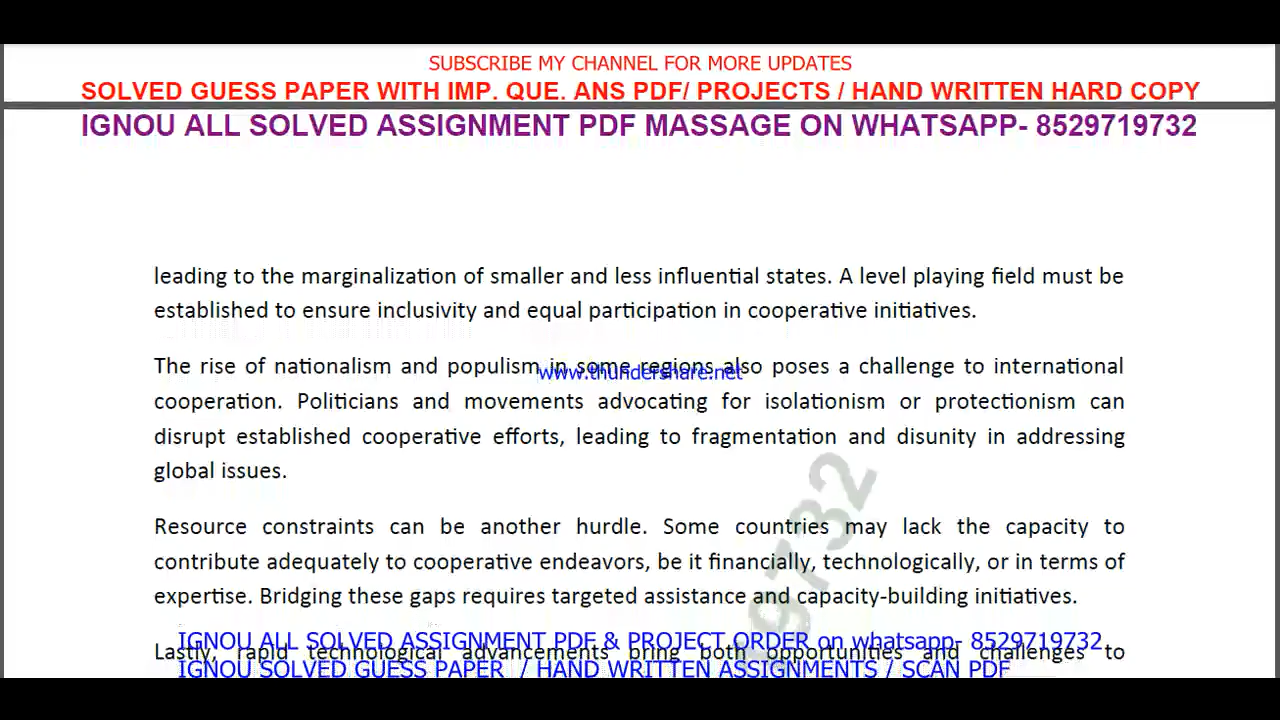 SUBSCRIBE MY CHANNEL FOR MORE UPDATES
SOLVED GUESS PAPER WITH IMP. QUE. ANS PDF/ PROJECTS / HAND WRITTEN HARD COPY
IGNOU ALL SOLVED ASSIGNMENT PDF MASSAGE ON WHATSAPP- 8529719732
leading to the marginalization of smaller and less influential states. A level playing field must be
established to ensure inclusivity and equal participation in cooperative initiatives.
The rise of nationalism and populism in some regions also poses a challenge to international
www.thundershare.net
cooperation. Politicians and movements advocating for isolationism or protectionism can
disrupt established cooperative efforts, leading to fragmentation and disunity in addressing
global issues.
Resource constraints can be another hurdle. Some countries may lack the capacity to
contribute adequately to cooperative endeavors, be it financially, technologically, or in terms of
expertise. Bridging these gaps requires targeted assistance and capacity-building initiatives.
19732
IGNOU ALL SOLVED ASSIGNMENT PDF & PROJECT ORDER on whatsapp- 8529719732
Lastly, rapid technological advancements bring both opportunities and challenges to
IGNOU SOLVED GUESS PAPER / HAND WRITTEN ASSIGNMENTS / SCAN PDF